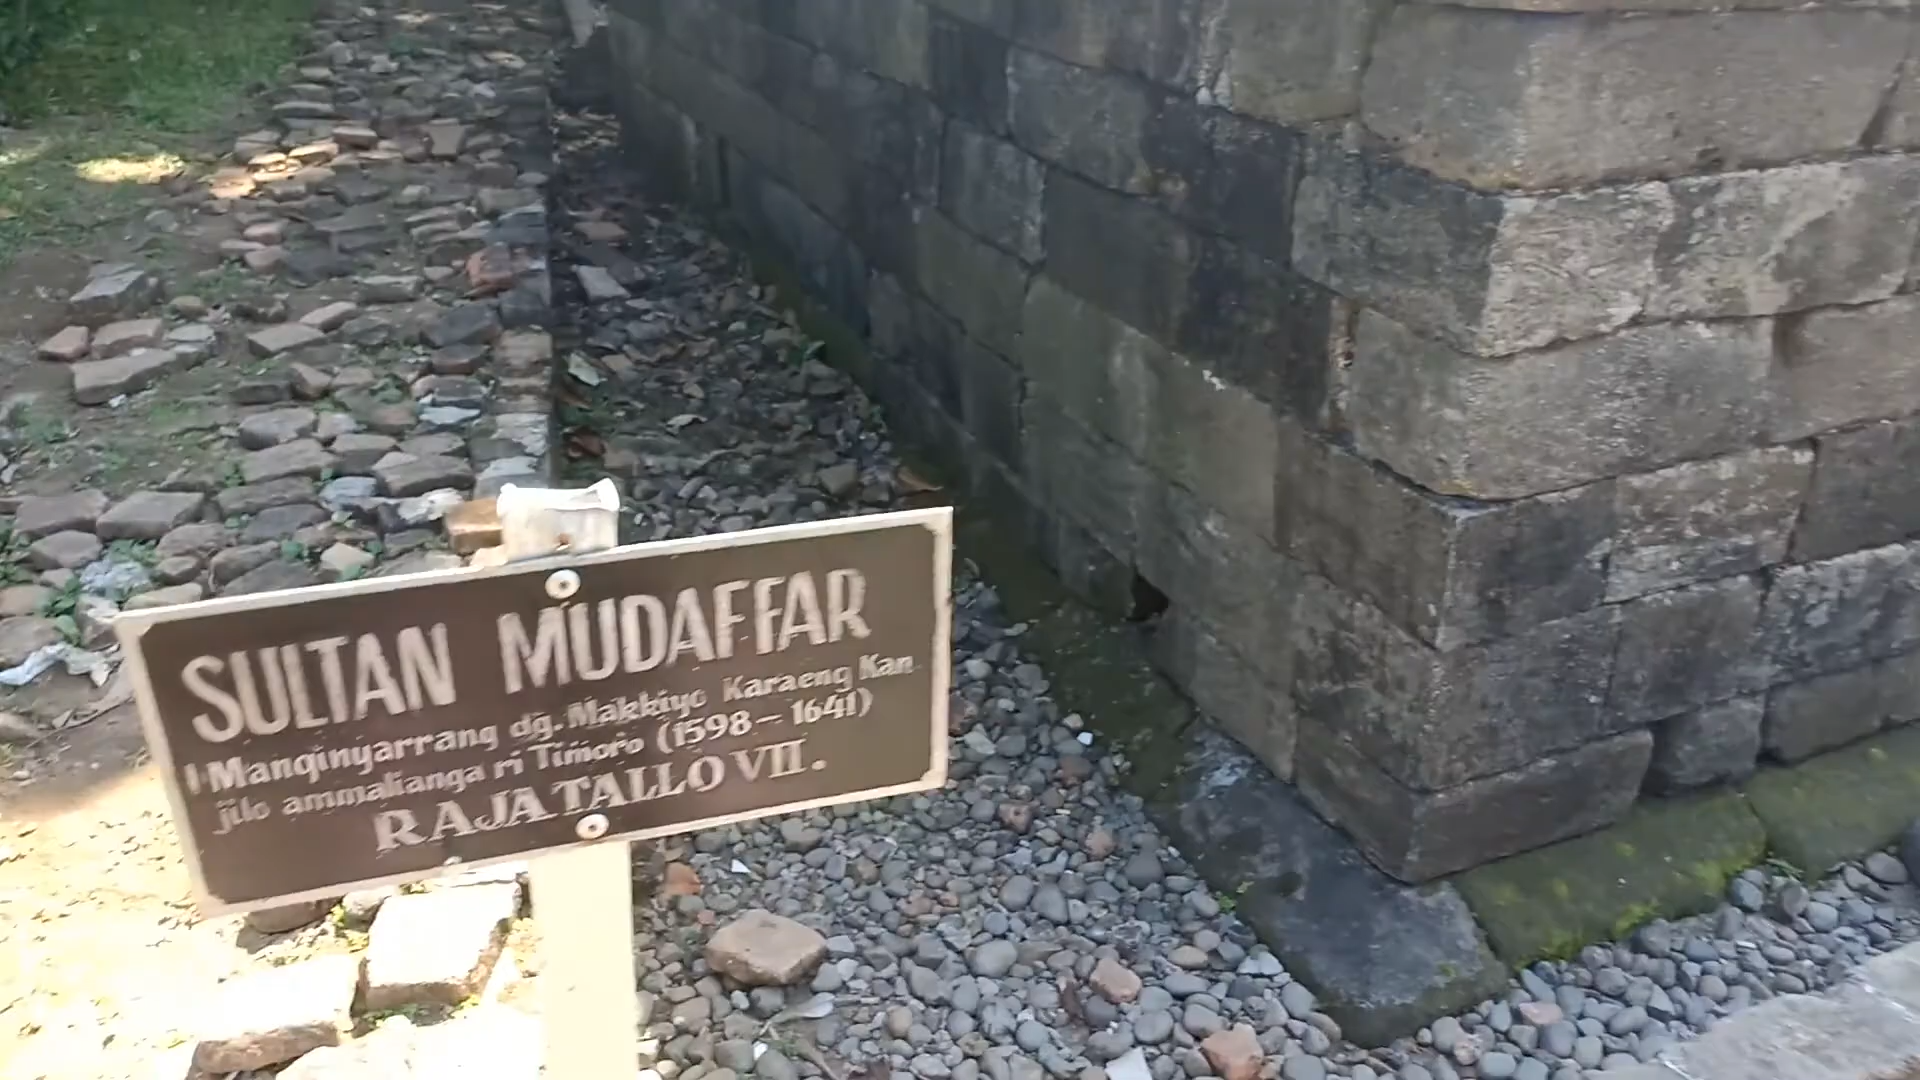 SULTAN MUDAFFAR
I Manginyarrang dg. Makkiyo Karaeng Kan
jilo ammalianga ri Timoro (1598 - 1641)
RAJA TALLO VII.